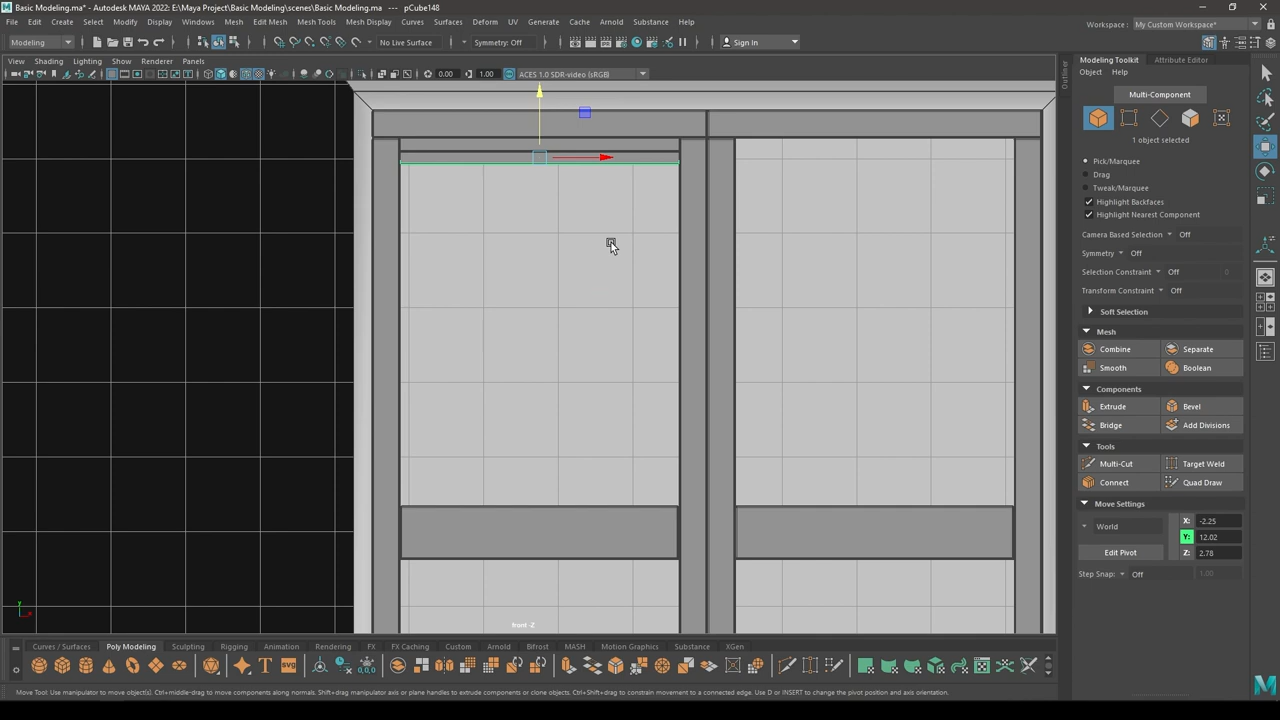 Basic Modeling.ma* - Autodesk MAYA 2022: E:\Maya Project\Basic Modeling\scenes\Basic Modeling.ma --- pCube148
File Edit Create Select Modify Display Windows Mesh Edit Mesh Mesh Tools Mesh Display Curves Surfaces Deform UV Generate Cache Arnold Substance Help
Workspace : My Custom Workspace*
Modeling No Live Surface Symmetry: Off Sign In
View Shading Lighting Show Renderer Panels
0.00 1.00 ACES 1.0 SDR-video (sRGB)
Outliner
Modeling Toolkit Attribute Editor
Object Help
Multi-Component
1 object selected
Pick/Marquee
Drag
Tweak/Marquee
Highlight Backfaces
Highlight Nearest Component
Camera Based Selection Off
Symmetry Off
Selection Constraint Off 0
Transform Constraint Off
Soft Selection
Mesh
Combine Separate
Smooth Boolean
Components
Extrude Bevel
Bridge Add Divisions
Tools
Multi-Cut Target Weld
Connect Quad Draw
Move Settings
World X: -2.25
Y: 12.02
Edit Pivot Z: 2.78
Step Snap: Off 1.00
front -Z
Curves / Surfaces Poly Modeling Sculpting Rigging Animation Rendering FX FX Caching Custom Arnold Bifrost MASH Motion Graphics XGen
Move Tool: Use manipulator to move object(s). Ctrl+middle-drag to move components along normals. Shift+drag manipulator axis or plane handles to extrude components or clone objects. Ctrl+Shift+drag to constrain movement to a connected edge. Use D or INSERT to change the pivot position and axis orientation.